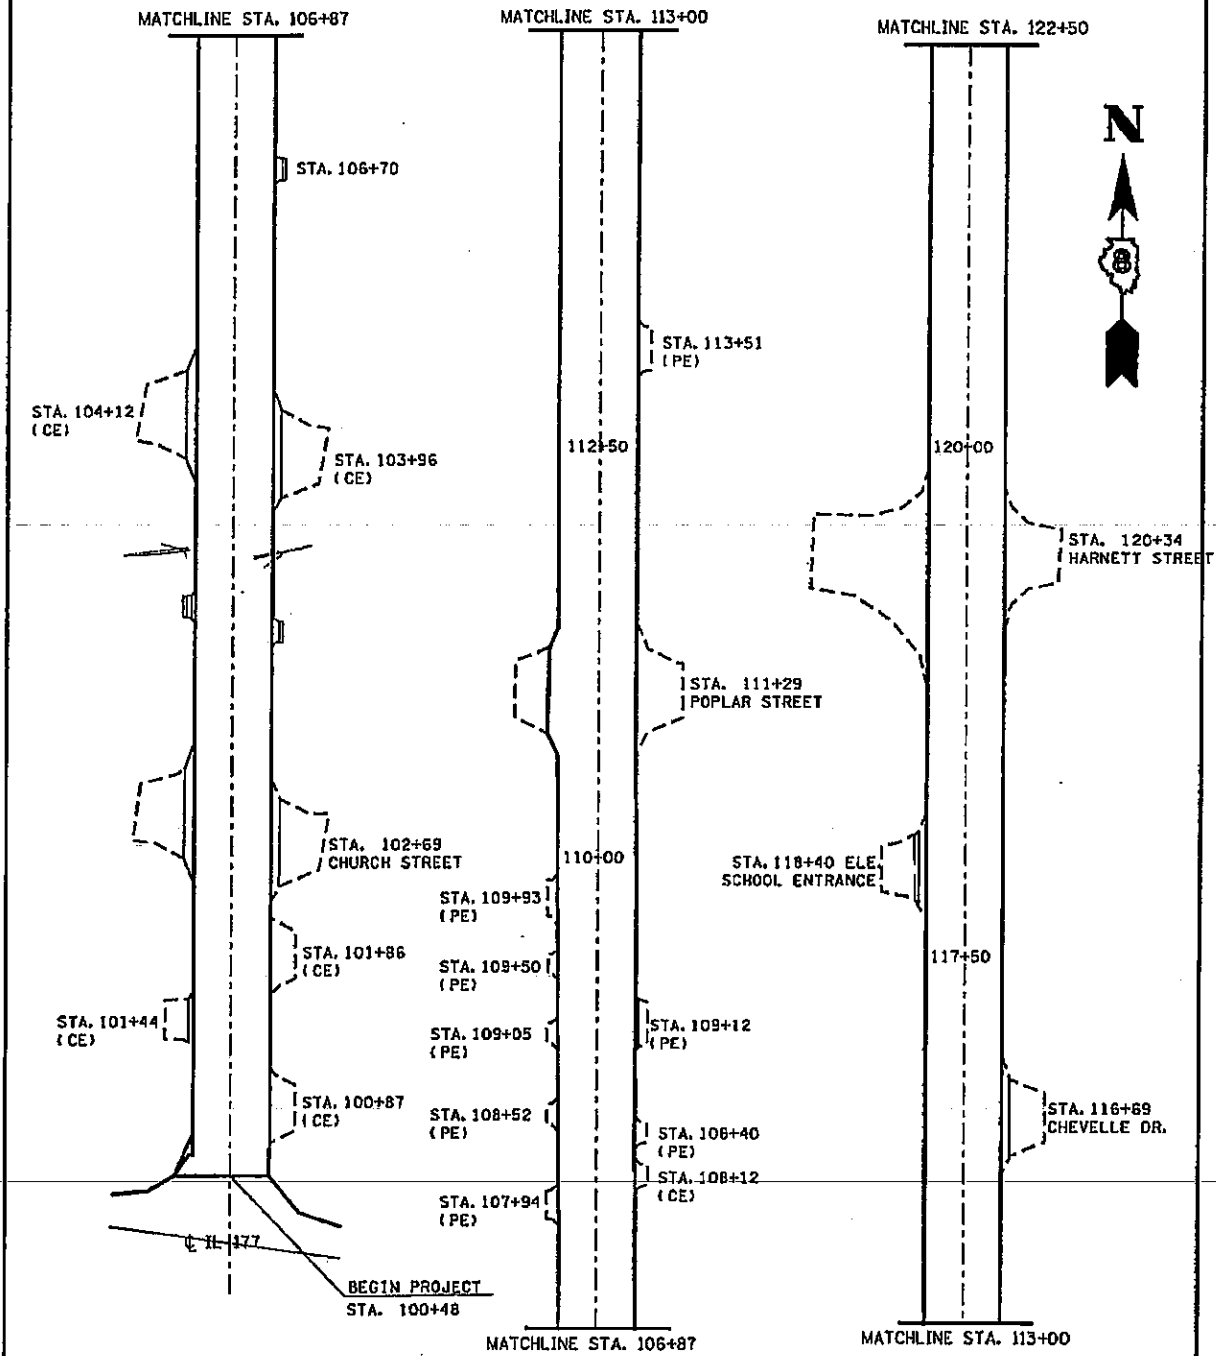 MATCHLINE STA. 106+87
STA. 106+70
STA. 104+12
(CE)
STA. 103+96
(CE)
STA. 102+69
CHURCH STREET
STA. 101+86
(CE)
STA. 101+44
(CE)
STA. 100+87
(CE)
℄ IL 177
BEGIN PROJECT
STA. 100+48
MATCHLINE STA. 113+00
STA. 113+51
(PE)
112+50
STA. 111+29
POPLAR STREET
110+00
STA. 109+93
(PE)
STA. 109+50
(PE)
STA. 109+05
(PE)
STA. 109+12
(PE)
STA. 108+52
(PE)
STA. 108+40
(PE)
STA. 108+12
(CE)
STA. 107+94
(PE)
MATCHLINE STA. 106+87
MATCHLINE STA. 122+50
N
8
120+00
STA. 120+34
HARNETT STREET
STA. 118+40 ELE
SCHOOL ENTRANCE
117+50
STA. 116+69
CHEVELLE DR.
MATCHLINE STA. 113+00